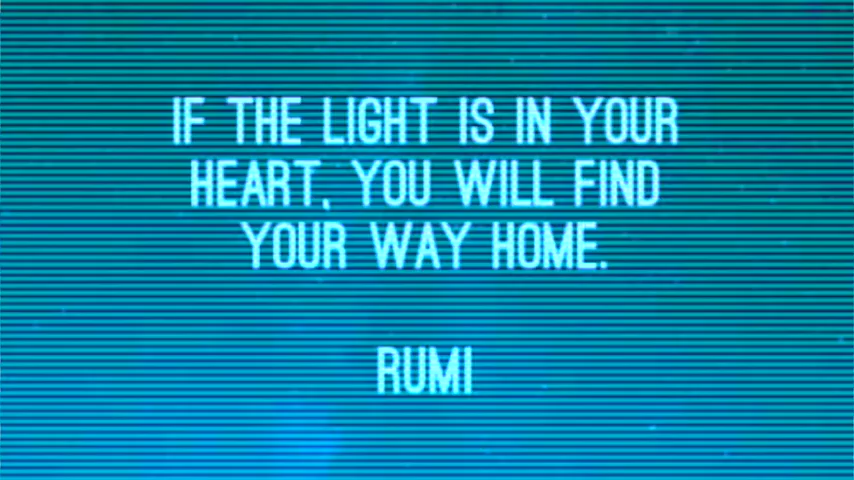 IF THE LIGHT IS IN YOUR
HEART, YOU WILL FIND
YOUR WAY HOME.
RUMI